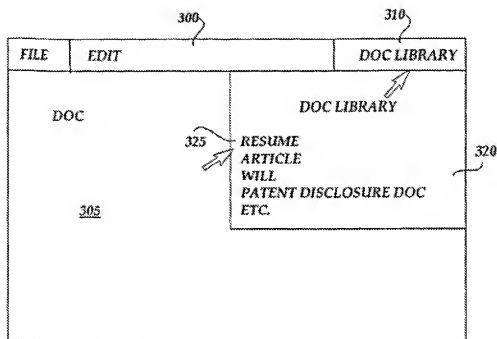 300 310
FILE EDIT DOC LIBRARY
DOC DOC LIBRARY
325 RESUME
ARTICLE 320
WILL
PATENT DISCLOSURE DOC
305 ETC.